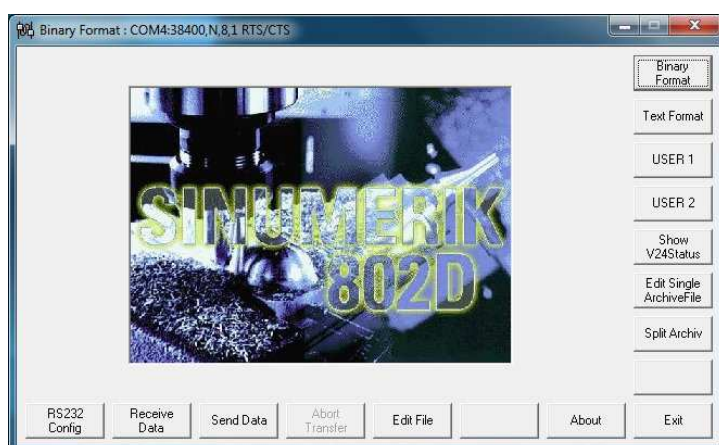 Binary Format : COM4:38400,N,8,1 RTS/CTS
Binary
Format
Text Format
USER 1
USER 2
Show
V24Status
Edit Single
ArchiveFile
Split Archiv
SINUMERIK
802D
RS232
Config
Receive
Data
Send Data
Abort
Transfer
Edit File
About
Exit